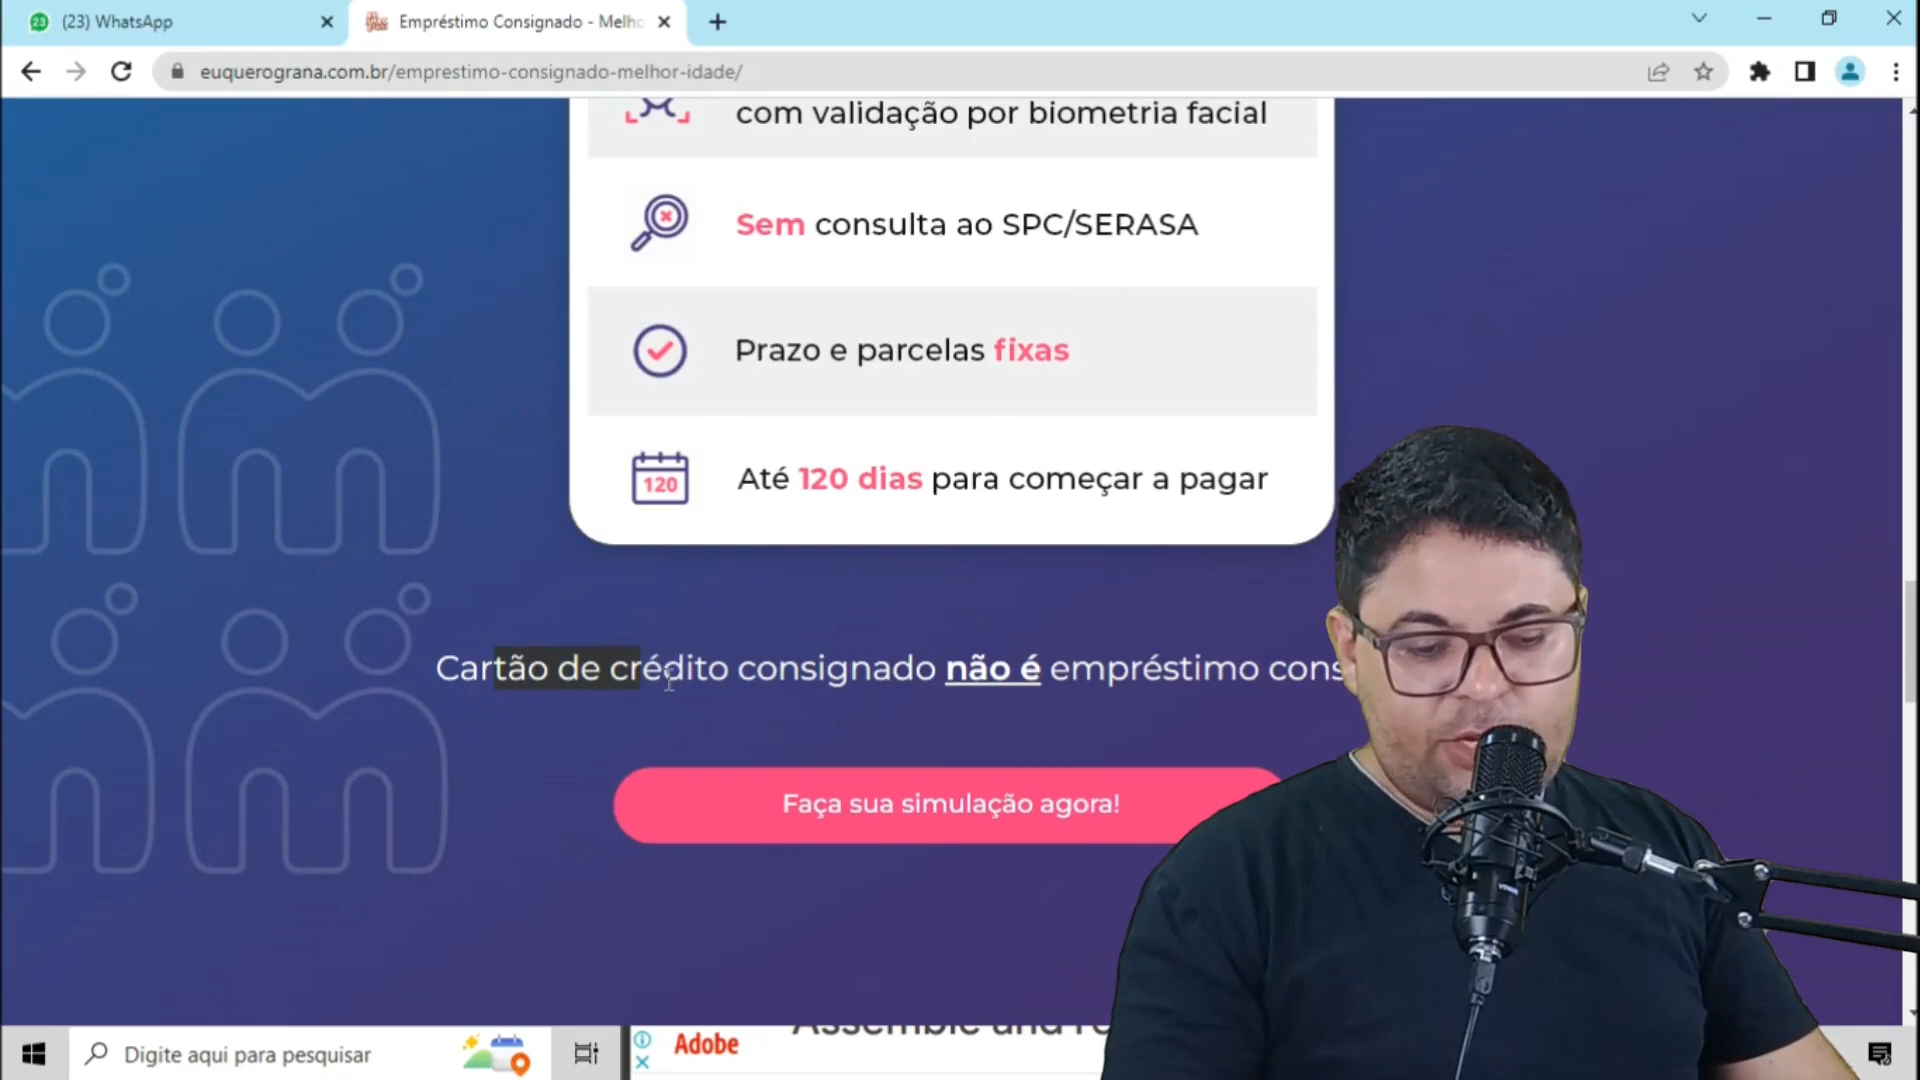 (23) WhatsApp
Empréstimo Consignado - Melho
euquerograna.com.br/emprestimo-consignado-melhor-idade/
com validação por biometria facial
Sem consulta ao SPC/SERASA
Prazo e parcelas fixas
120
Até 120 dias para começar a pagar
Cartão de crédito consignado não é empréstimo cons
Faça sua simulação agora!
Digite aqui para pesquisar
Adobe
Assemble and